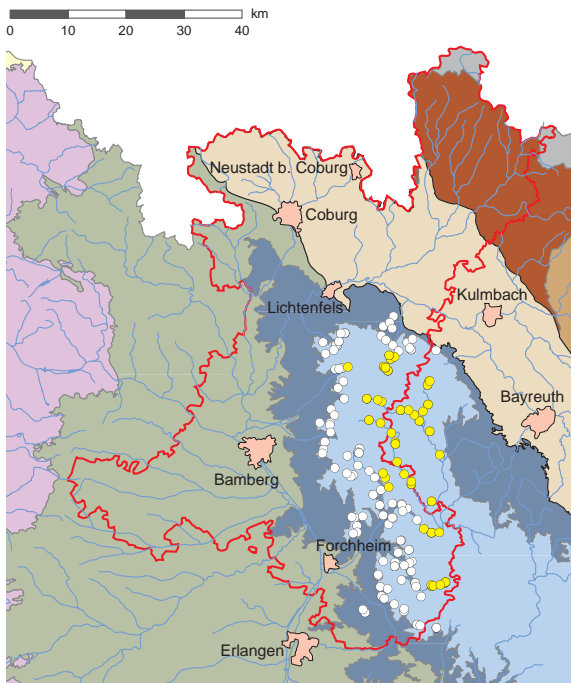 km
0 10 20 30 40
Neustadt b. Coburg
Coburg
Lichtenfels
Kulmbach
Bayreuth
Bamberg
Forchheim
Erlangen